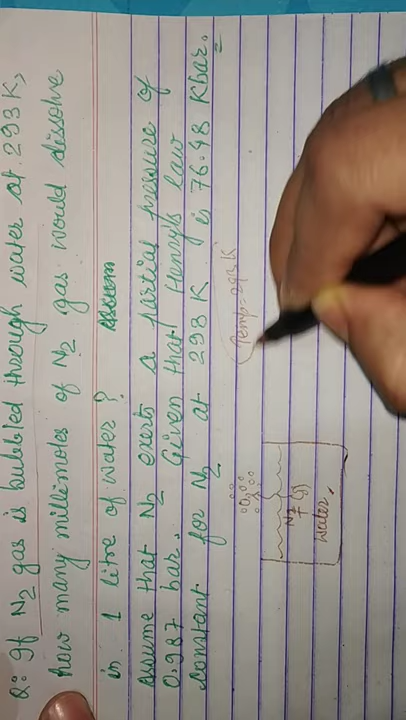 Q: If N2 gas is bubbled through water at 293 K,
how many millimoles of N2 gas would dissolve
in 1 litre of water?
Assume that N2 exerts a partial pressure of
0.987 bar. Given that Henry's law
constant for N2 at 298 K is 76.48 Kbar.
Temp = 293 K
N2 (g)
+
water.